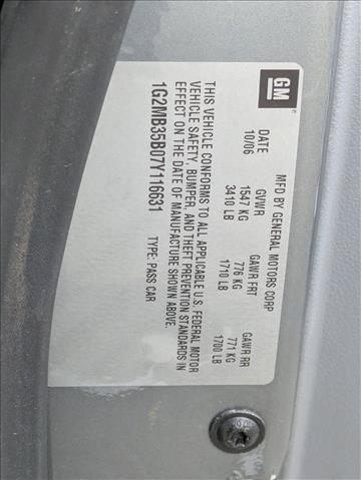 GM
MFD BY GENERAL MOTORS CORP
DATE GVWR GAWR FRT GAWR RR
10/06 1547 KG 776 KG 771 KG
3410 LB 1710 LB 1700 LB
THIS VEHICLE CONFORMS TO ALL APPLICABLE U.S. FEDERAL MOTOR
VEHICLE SAFETY, BUMPER, AND THEFT PREVENTION STANDARDS IN
EFFECT ON THE DATE OF MANUFACTURE SHOWN ABOVE.
1G2MB35B07Y116631 TYPE: PASS CAR